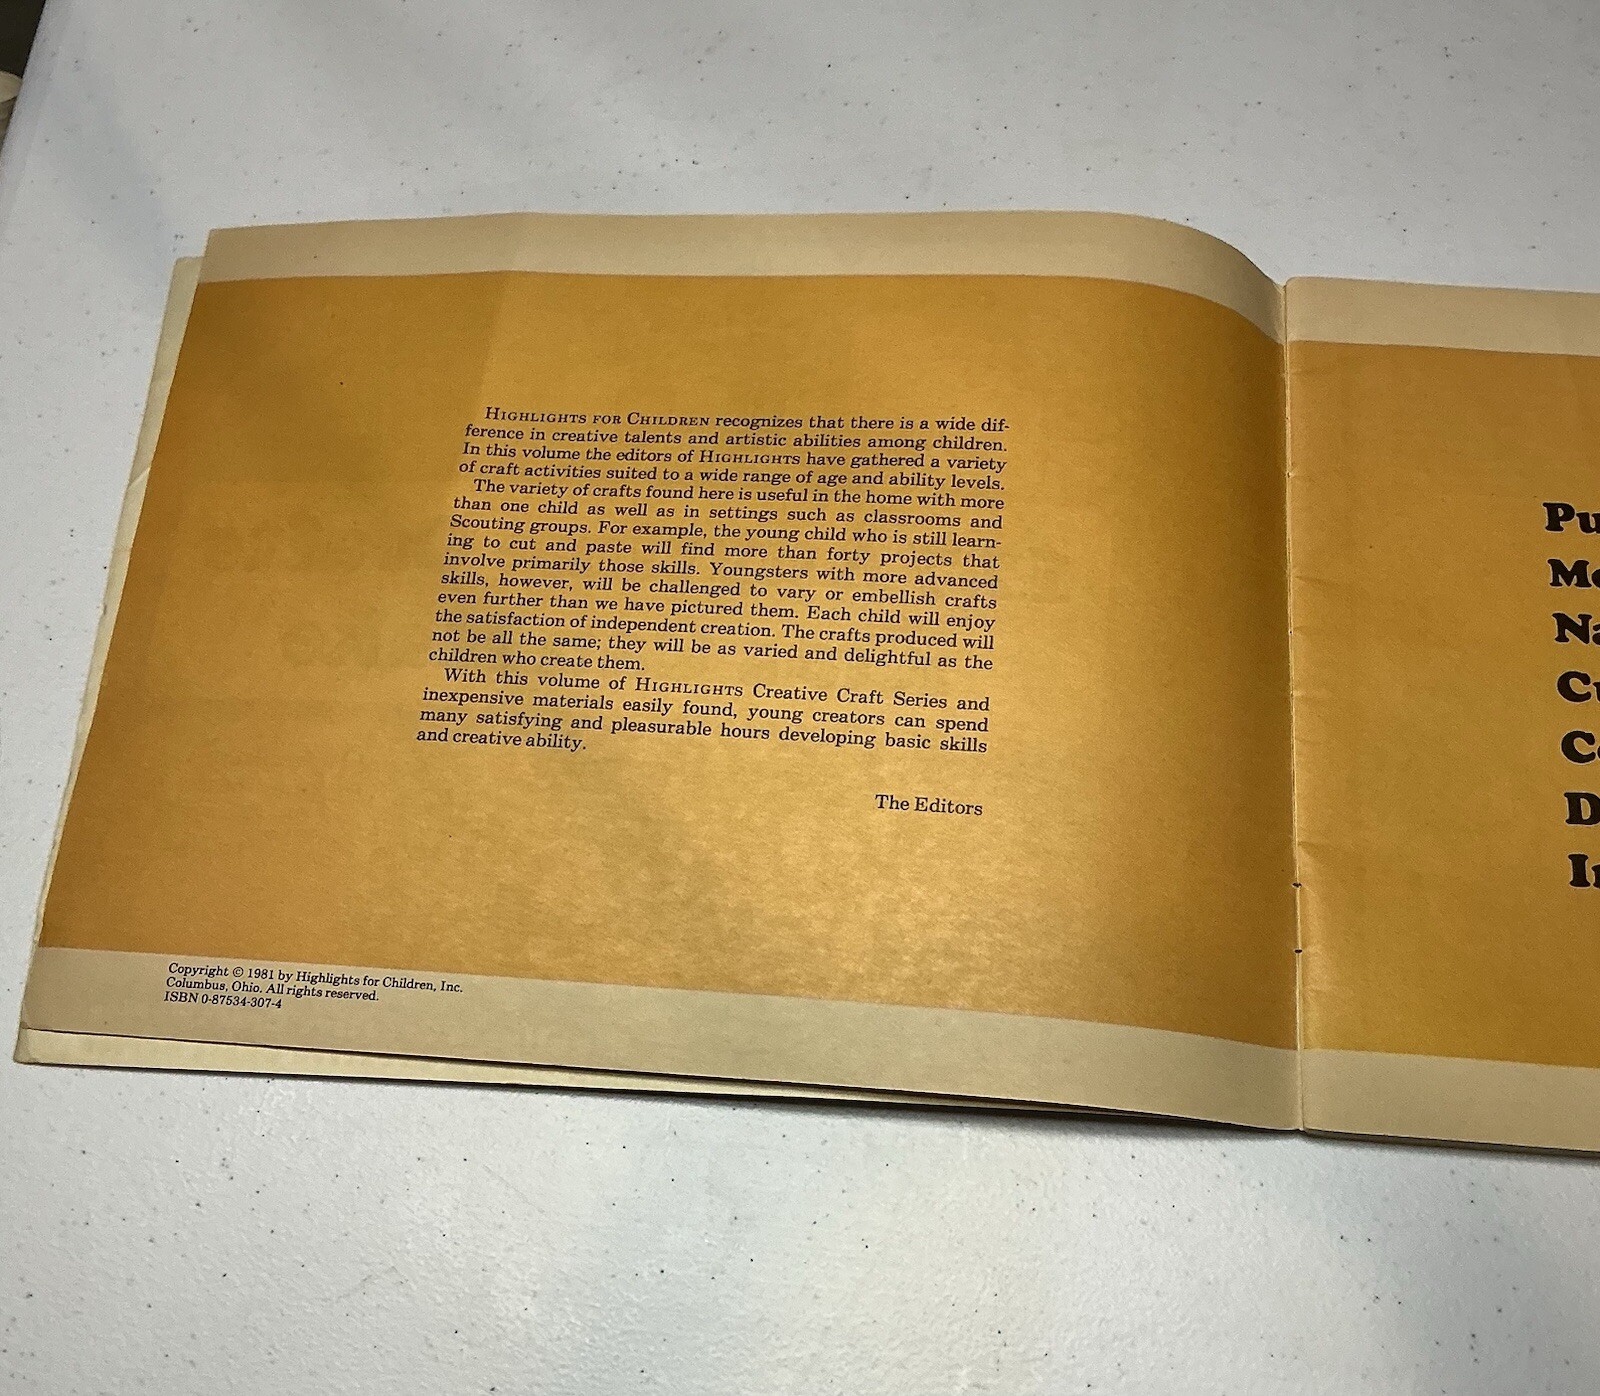 HIGHLIGHTS FOR CHILDREN recognizes that there is a wide dif-
ference in creative talents and artistic abilities among children.
In this volume the editors of HIGHLIGHTS have gathered a variety
of craft activities suited to a wide range of age and ability levels.
The variety of crafts found here is useful in the home with more
than one child as well as in settings such as classrooms and
Scouting groups. For example, the young child who is still learn-
ing to cut and paste will find more than forty projects that
involve primarily those skills. Youngsters with more advanced
skills, however, will be challenged to vary or embellish crafts
even further than we have pictured them. Each child will enjoy
the satisfaction of independent creation. The crafts produced will
not be all the same; they will be as varied and delightful as the
children who create them.
With this volume of HIGHLIGHTS Creative Craft Series and
inexpensive materials easily found, young creators can spend
many satisfying and pleasurable hours developing basic skills
and creative ability.
The Editors
Copyright © 1981 by Highlights for Children, Inc.
Columbus, Ohio. All rights reserved.
ISBN 0-87534-307-4